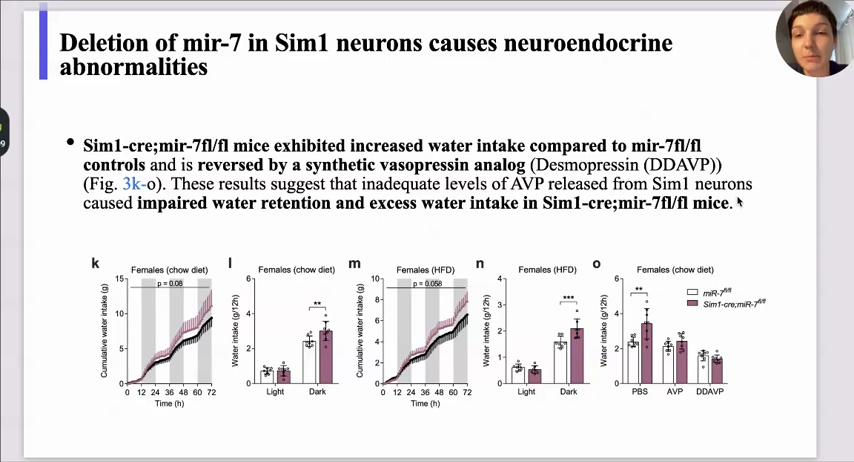 Deletion of mir-7 in Sim1 neurons causes neuroendocrine
abnormalities
• Sim1-cre;mir-7fl/fl mice exhibited increased water intake compared to mir-7fl/fl
controls and is reversed by a synthetic vasopressin analog (Desmopressin (DDAVP))
(Fig. 3k-o). These results suggest that inadequate levels of AVP released from Sim1 neurons
caused impaired water retention and excess water intake in Sim1-cre;mir-7fl/fl mice.
k
Females (chow diet)
p = 0.08
Cumulative water intake (g)
15
10
5
0
0 12 24 36 48 60 72
Time (h)
l
Females (chow diet)
**
Water intake (g/12h)
6
4
2
0
Light Dark
m
Females (HFD)
p = 0.058
Cumulative water intake (g)
10
8
6
4
2
0
0 12 24 36 48 60 72
Time (h)
n
Females (HFD)
***
Water intake (g/12h)
4
3
2
1
0
Light Dark
o
Females (chow diet)
**
Water intake (g/12h)
6
4
2
0
PBS AVP DDAVP
miR-7fl/fl
Sim1-cre;miR-7fl/fl
9